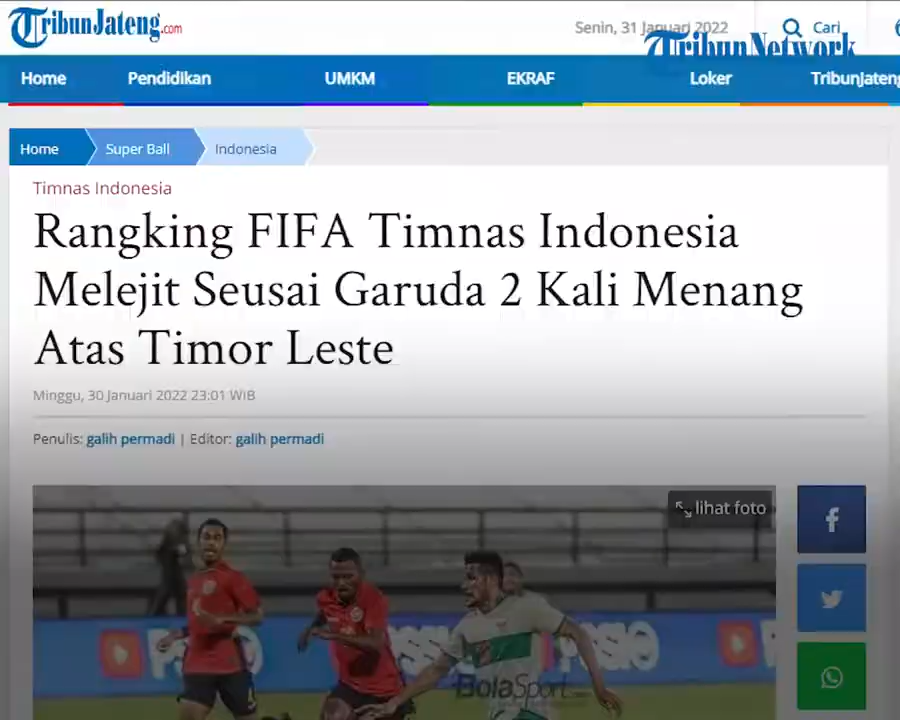 TribunJateng.com
Senin, 31 Januari 2022
Cari
TribunNetwork
Home Pendidikan UMKM EKRAF Loker Tribunjateng
Home Super Ball Indonesia
Timnas Indonesia
Rangking FIFA Timnas Indonesia
Melejit Seusai Garuda 2 Kali Menang
Atas Timor Leste
Minggu, 30 Januari 2022 23:01 WIB
Penulis: galih permadi | Editor: galih permadi
lihat foto
BolaSport